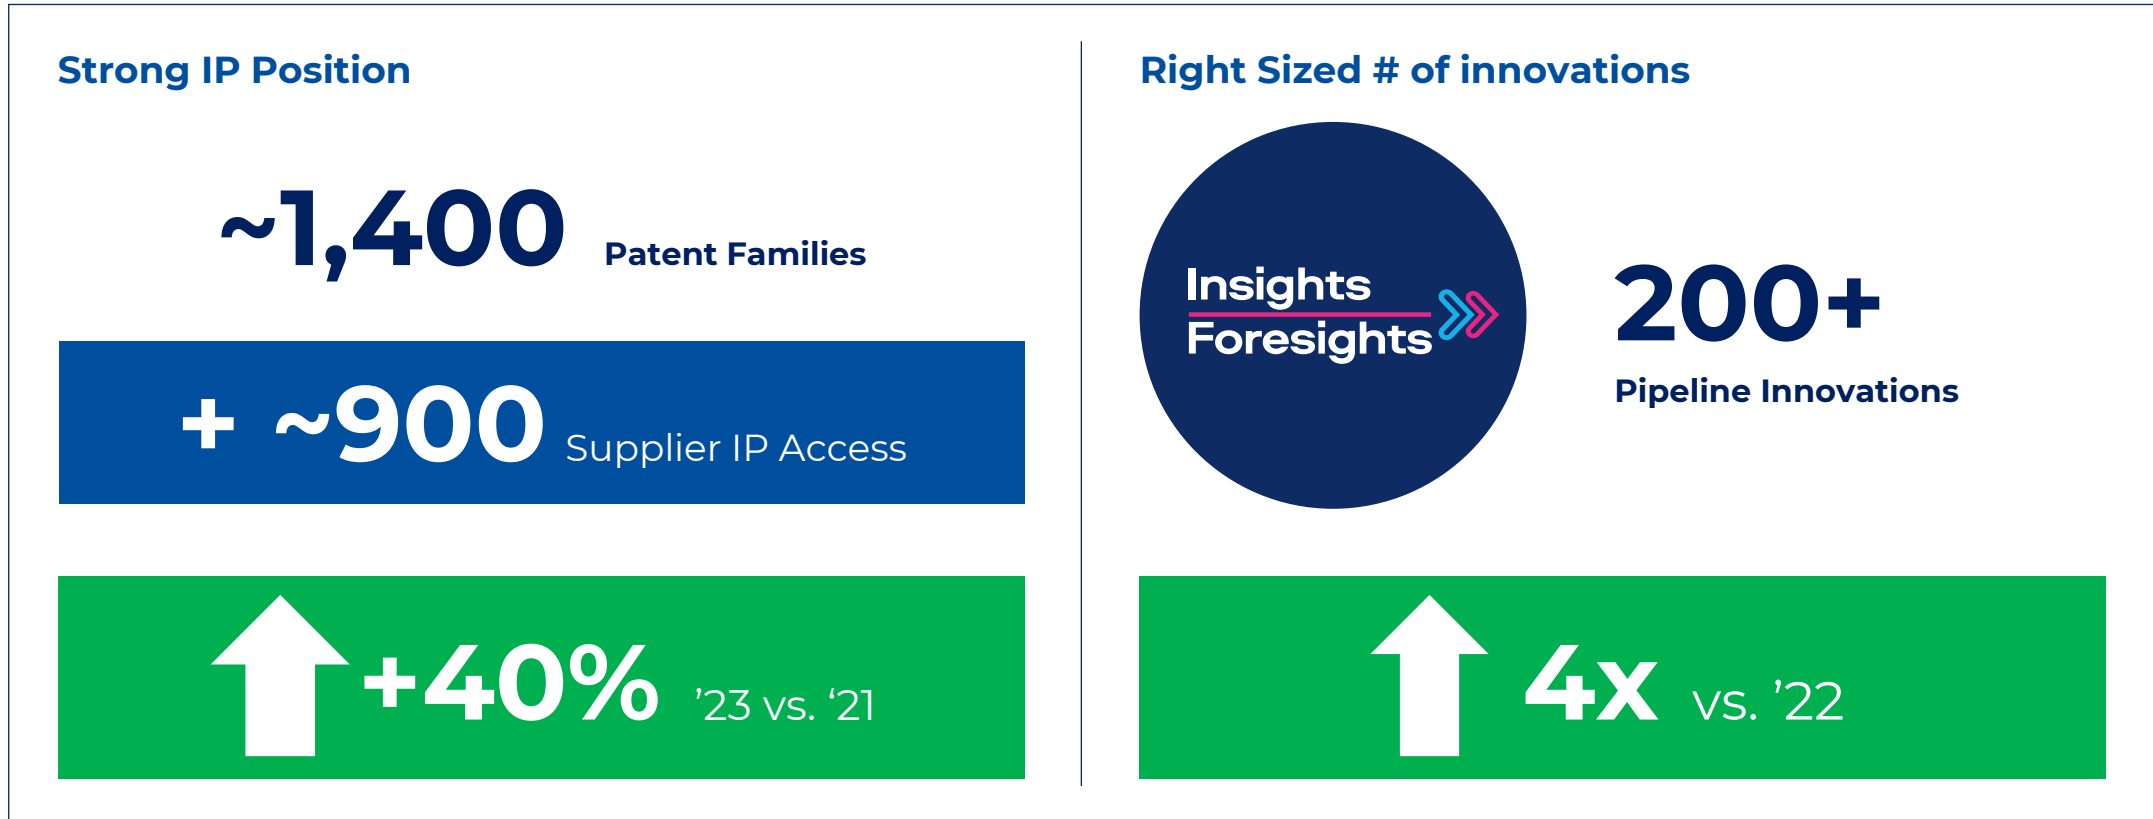 Strong IP Position
~1,400 Patent Families
+ ~900 Supplier IP Access
+40% ’23 vs. ‘21
Right Sized # of innovations
Insights
Foresights
200+
Pipeline Innovations
4x vs. ’22